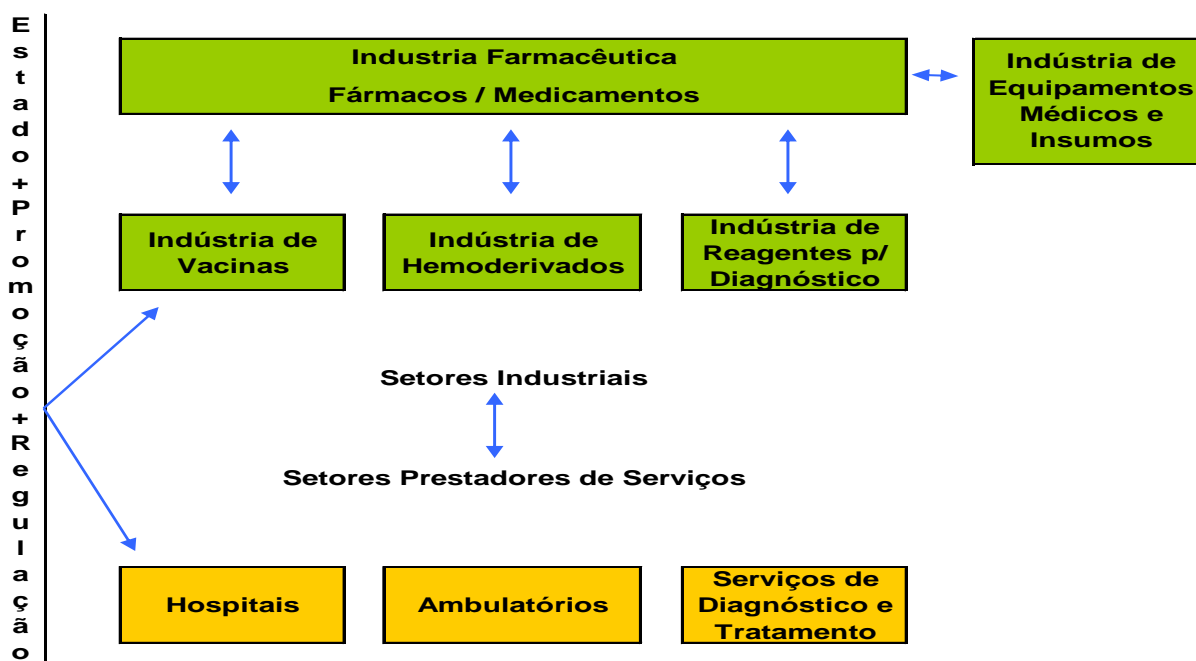 Estado+Promoção+Regulação
Industria Farmacêutica
Fármacos / Medicamentos
Indústria de
Equipamentos
Médicos e
Insumos
Indústria de
Vacinas
Indústria de
Hemoderivados
Indústria de
Reagentes p/
Diagnóstico
Setores Industriais
Setores Prestadores de Serviços
Hospitais
Ambulatórios
Serviços de
Diagnóstico e
Tratamento